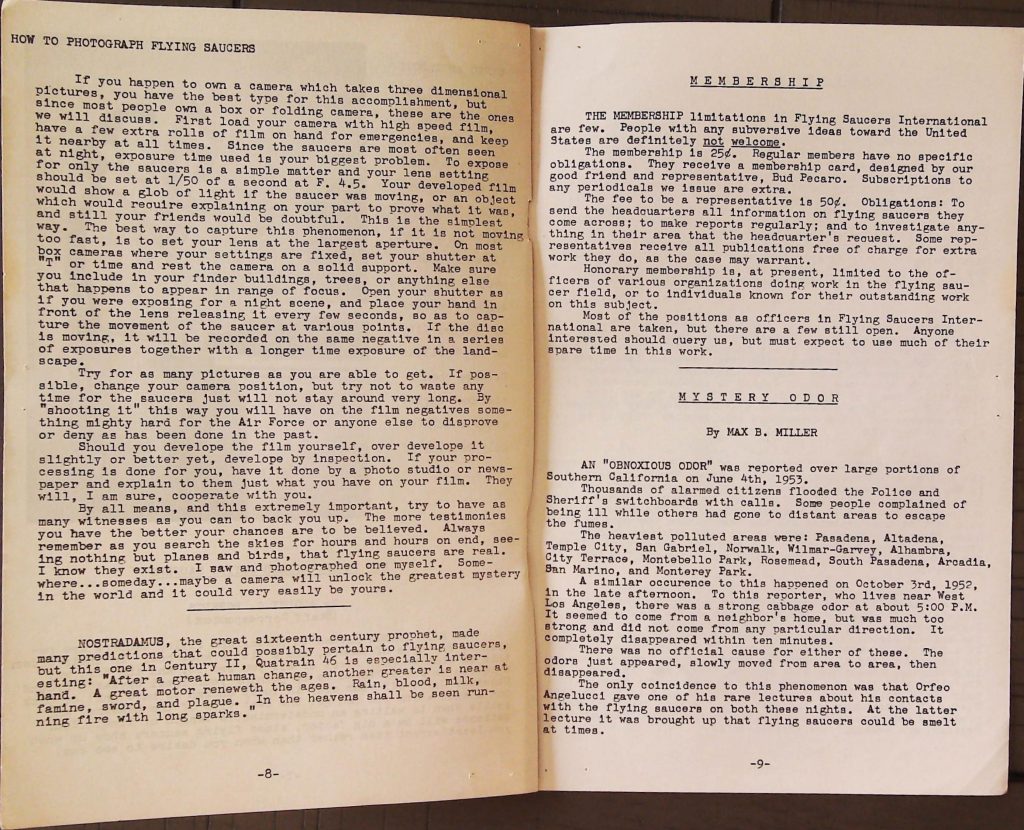 HOW TO PHOTOGRAPH FLYING SAUCERS
If you happen to own a camera which takes three dimensional
pictures, you have the best type for this accomplishment, but
since most people own a box or folding camera, these are the ones
we will discuss. First load your camera with high speed film,
have a few extra rolls of film on hand for emergencies, and keep
it nearby at all times. Since the saucers are most often seen
at night, exposure time used is your biggest problem. To expose
for only the saucers is a simple matter and your lens setting
should be set at 1/50 of a second at F. 4.5. Your developed film
would show a glob of light if the saucer was moving, or an object
which would require explaining on your part to prove what it was,
and still your friends would be doubtful. This is the simplest
way. The best way to capture this phenomenon, if it is not moving
too fast, is to set your lens at the largest aperture. On most
box cameras where your settings are fixed, set your shutter at
"T" or time and rest the camera on a solid support. Make sure
you include in your finder buildings, trees, or anything else
that happens to appear in range of focus. Open your shutter as
if you were exposing for a night scene, and place your hand in
front of the lens releasing it every few seconds, so as to cap-
ture the movement of the saucer at various points. If the disc
is moving, it will be recorded on the same negative in a series
of exposures together with a longer time exposure of the land-
scape.
Try for as many pictures as you are able to get. If pos-
sible, change your camera position, but try not to waste any
time for the saucers just will not stay around very long. By
"shooting it" this way you will have on the film negatives some-
thing mighty hard for the Air Force or anyone else to disprove
or deny as has been done in the past.
Should you develope the film yourself, over develope it
slightly or better yet, develope by inspection. If your pro-
cessing is done for you, have it done by a photo studio or news-
paper and explain to them just what you have on your film. They
will, I am sure, cooperate with you.
By all means, and this extremely important, try to have as
many witnesses as you can to back you up. The more testimonies
you have the better your chances are to be believed. Always
remember as you search the skies for hours and hours on end, see-
ing nothing but planes and birds, that flying saucers are real.
I know they exist. I saw and photographed one myself. Some-
where...someday...maybe a camera will unlock the greatest mystery
in the world and it could very easily be yours.
NOSTRADAMUS, the great sixteenth century prophet, made
many predictions that could possibly pertain to flying saucers,
but this one in Century II, Quatrain 46 is especially inter-
esting: "After a great human change, another greater is near at
hand. A great motor reneweth the ages. Rain, blood, milk,
famine, sword, and plague. In the heavens shall be seen run-
ning fire with long sparks."
-8-
MEMBERSHIP
THE MEMBERSHIP limitations in Flying Saucers International
are few. People with any subversive ideas toward the United
States are definitely not welcome.
The membership is 25¢. Regular members have no specific
obligations. They receive a membership card, designed by our
good friend and representative, Bud Pecaro. Subscriptions to
any periodicals we issue are extra.
The fee to be a representative is 50¢. Obligations: To
send the headquarters all information on flying saucers they
come across; to make reports regularly; and to investigate any-
thing in their area that the headquarter's request. Some rep-
resentatives receive all publications free of charge for extra
work they do, as the case may warrant.
Honorary membership is, at present, limited to the of-
ficers of various organizations doing work in the flying sau-
cer field, or to individuals known for their outstanding work
on this subject.
Most of the positions as officers in Flying Saucers Inter-
national are taken, but there are a few still open. Anyone
interested should query us, but must expect to use much of their
spare time in this work.
MYSTERY ODOR
By MAX B. MILLER
AN "OBNOXIOUS ODOR" was reported over large portions of
Southern California on June 4th, 1953.
Thousands of alarmed citizens flooded the Police and
Sheriff's switchboards with calls. Some people complained of
being ill while others had gone to distant areas to escape
the fumes.
The heaviest polluted areas were: Pasadena, Altadena,
Temple City, San Gabriel, Norwalk, Wilmar-Garvey, Alhambra,
City Terrace, Montebello Park, Rosemead, South Pasadena, Arcadia,
San Marino, and Monterey Park.
A similar occurence to this happened on October 3rd, 1952,
in the late afternoon. To this reporter, who lives near West
Los Angeles, there was a strong cabbage odor at about 5:00 P.M.
It seemed to come from a neighbor's home, but was much too
strong and did not come from any particular direction. It
completely disappeared within ten minutes.
There was no official cause for either of these. The
odors just appeared, slowly moved from area to area, then
disappeared.
The only coincidence to this phenomenon was that Orfeo
Angelucci gave one of his rare lectures about his contacts
with the flying saucers on both these nights. At the latter
lecture it was brought up that flying saucers could be smelt
at times.
-9-